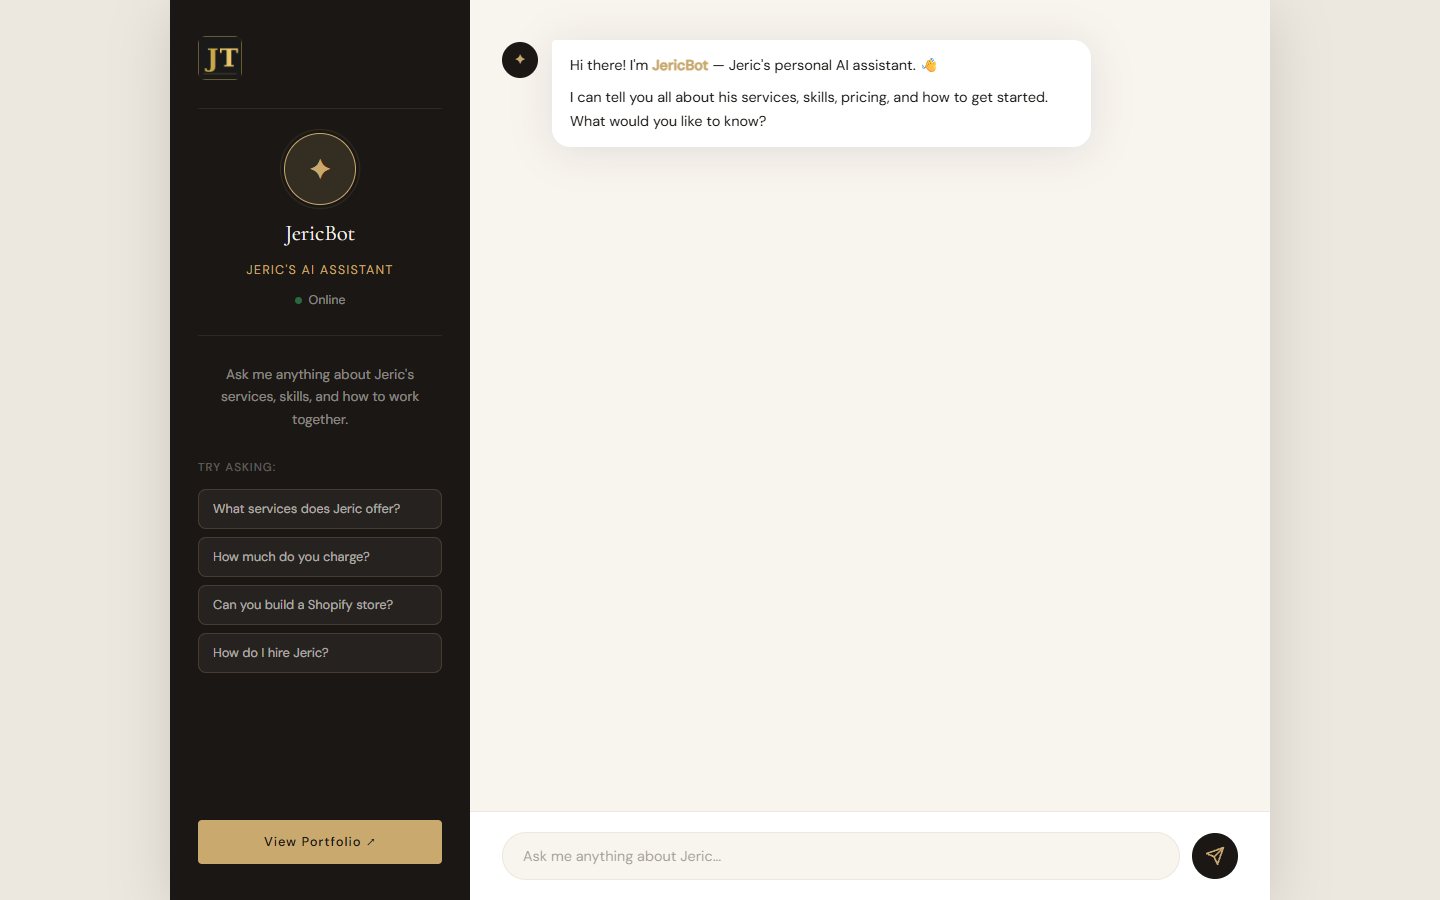 JT
JericBot
JERIC'S AI ASSISTANT
Online
Ask me anything about Jeric's
services, skills, and how to work
together.
TRY ASKING:
What services does Jeric offer?
How much do you charge?
Can you build a Shopify store?
How do I hire Jeric?
View Portfolio ↗
Hi there! I'm JericBot — Jeric's personal AI assistant. 👋
I can tell you all about his services, skills, pricing, and how to get started.
What would you like to know?
Ask me anything about Jeric...